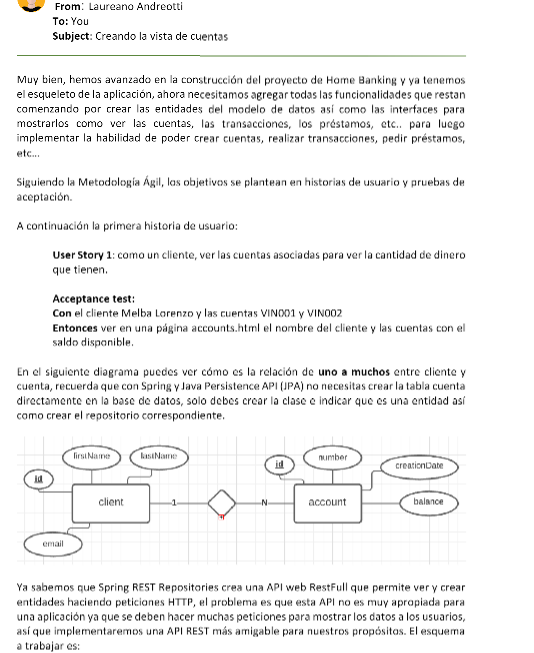 From: Laureano Andreotti
To: You
Subject: Creando la vista de cuentas
Muy bien, hemos avanzado en la construcción del proyecto de Home Banking y ya tenemos
el esqueleto de la aplicación, ahora necesitamos agregar todas las funcionalidades que restan
comenzando por crear las entidades del modelo de datos así como las interfaces para
mostrarlos como ver las cuentas, las transacciones, los préstamos, etc.. para luego
implementar la habilidad de poder crear cuentas, realizar transacciones, pedir préstamos,
etc...
Siguiendo la Metodología Ágil, los objetivos se plantean en historias de usuario y pruebas de
aceptación.
A continuación la primera historia de usuario:
User Story 1: como un cliente, ver las cuentas asociadas para ver la cantidad de dinero
que tienen.
Acceptance test:
Con el cliente Melba Lorenzo y las cuentas VIN001 y VIN002
Entonces ver en una página accounts.html el nombre del cliente y las cuentas con el
saldo disponible.
En el siguiente diagrama puedes ver cómo es la relación de uno a muchos entre cliente y
cuenta, recuerda que con Spring y Java Persistence API (JPA) no necesitas crear la tabla cuenta
directamente en la base de datos, solo debes crear la clase e indicar que es una entidad así
como crear el repositorio correspondiente.
firstName lastName id number creationDate
id
client 1 N account balance
email
Ya sabemos que Spring REST Repositories crea una API web RestFull que permite ver y crear
entidades haciendo peticiones HTTP, el problema es que esta API no es muy apropiada para
una aplicación ya que se deben hacer muchas peticiones para mostrar los datos a los usuarios,
así que implementaremos una API REST más amigable para nuestros propósitos. El esquema
a trabajar es: